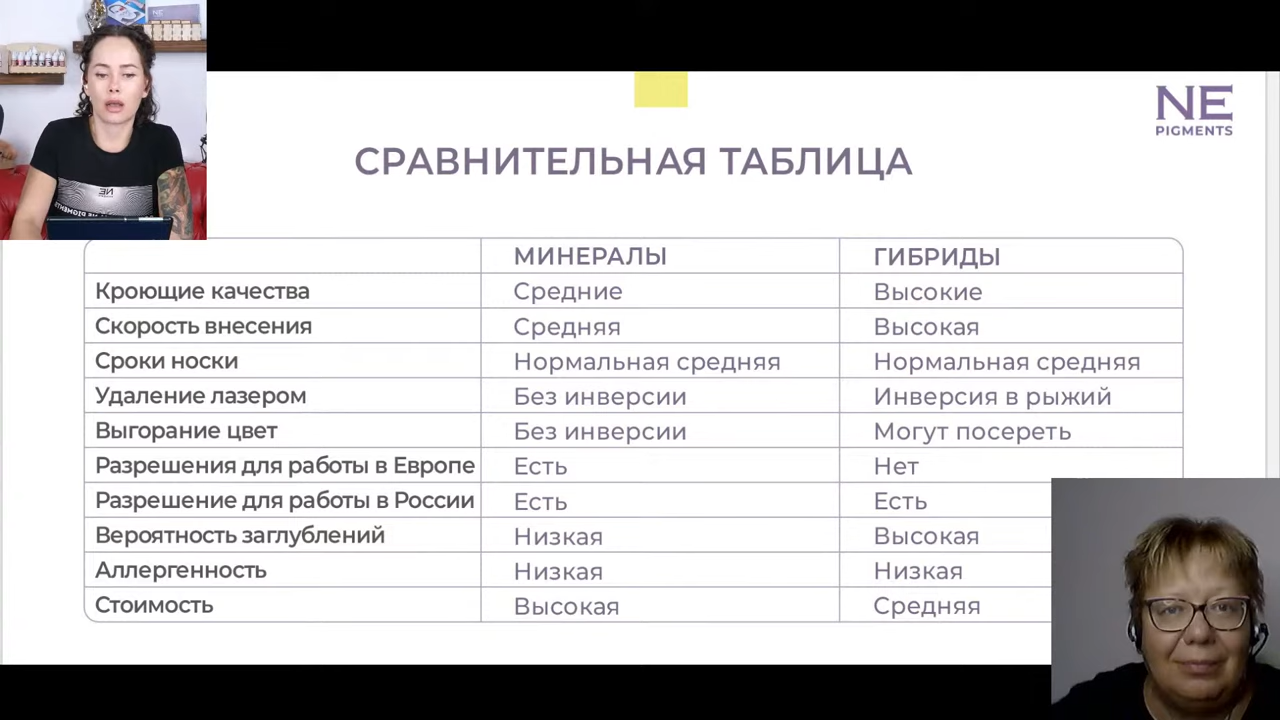 NE
PIGMENTS
СРАВНИТЕЛЬНАЯ ТАБЛИЦА
МИНЕРАЛЫ ГИБРИДЫ
Кроющие качества Средние Высокие
Скорость внесения Средняя Высокая
Сроки носки Нормальная средняя Нормальная средняя
Удаление лазером Без инверсии Инверсия в рыжий
Выгорание цвет Без инверсии Могут посереть
Разрешения для работы в Европе Есть Нет
Разрешение для работы в России Есть Есть
Вероятность заглублений Низкая Высокая
Аллергенность Низкая Низкая
Стоимость Высокая Средняя